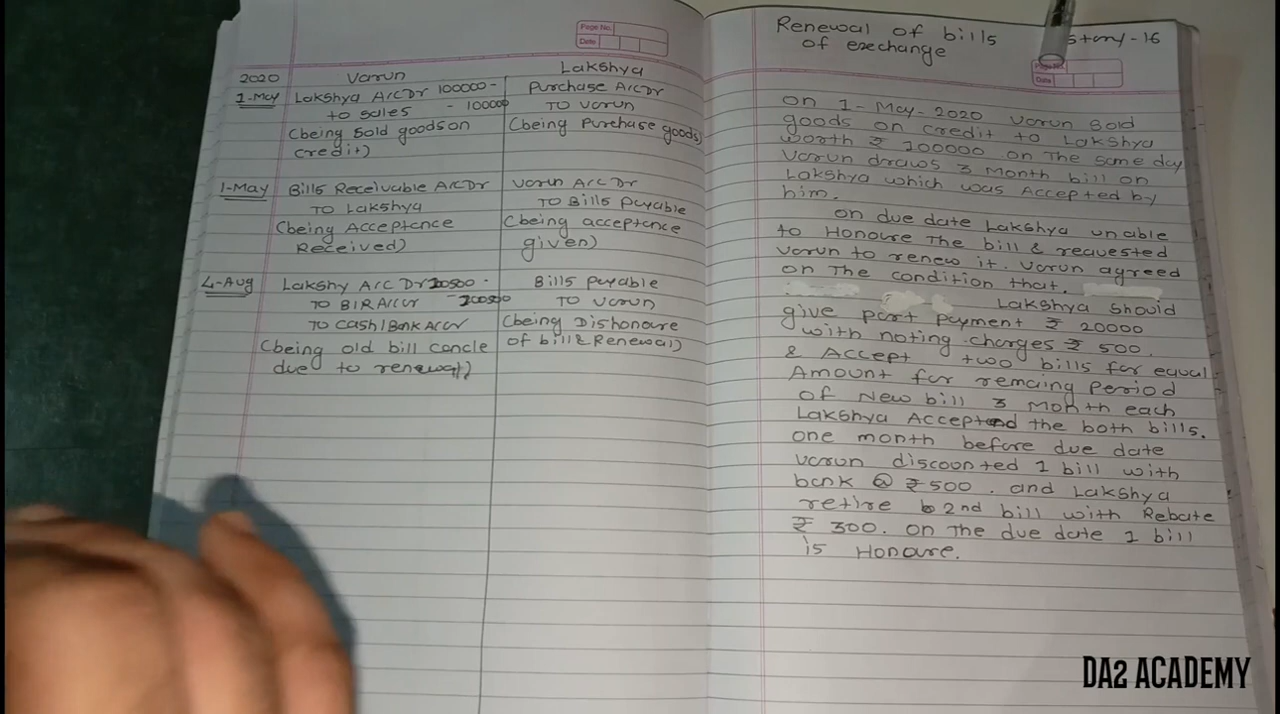 Page No.
Date
2020 Varun Lakshya
1-May Lakshya A/C Dr 100000- Purchase A/C Dr
to sales - 100000 TO Varun
(being Sold goods on (being Purchase goods)
credit)
1-May Bills Receivable A/C Dr Varun A/C Dr
TO Lakshya TO Bills Payable
(being Acceptance (being acceptance
Received) given)
4-Aug Lakshy A/C Dr Bills Payable
TO B/R A/C TO Varun
TO Cash/Bank A/C (being Dishonare
(being old bill concle of bill & Renewal)
due to renewal)
Renewal of bills story-16
of exechange
Page No.
Date
on 1-May-2020 Varun Sold
goods on credit to Lakshya
worth ₹ 100000 on The same day
Varun draws 3 Month bill on
Lakshya which was Accepted by
him.
on due date Lakshya unable
to Honoure The bill & requested
Varun to renew it. Varun agreed
on The condition that.
Lakshya Should
give part payment ₹ 20000
with noting charges ₹ 500.
& Accept two bills for equal
Amount for remaing Period
of New bill 3 Month each
Lakshya Accepted the both bills.
one month before due date
Varun discounted 1 bill with
bank @ ₹ 500. and Lakshya
retire 2nd bill with Rebate
₹ 300. on The due date 1 bill
is Honoure.
DA2 ACADEMY